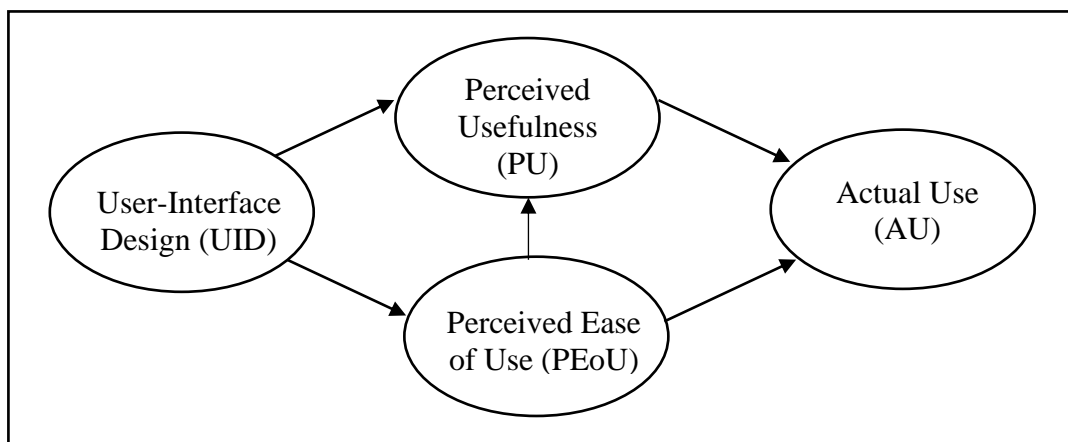 Perceived
Usefulness
(PU)
User-Interface
Design (UID)
Actual Use
(AU)
Perceived Ease
of Use (PEoU)